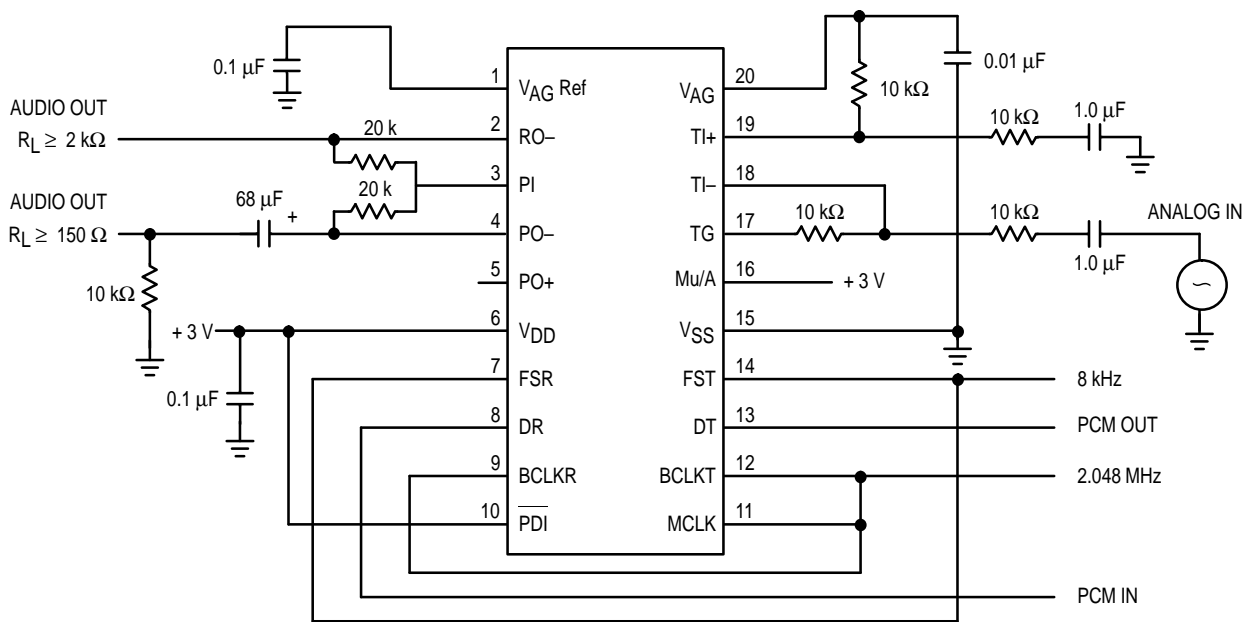 0.1 µF
AUDIO OUT
R_L ≥ 2 kΩ
20 k
20 k
AUDIO OUT
R_L ≥ 150 Ω
68 µF
+
10 kΩ
+ 3 V
0.1 µF
1 V_AG Ref
2 RO–
3 PI
4 PO–
5 PO+
6 V_DD
7 FSR
8 DR
9 BCLKR
10 PDI
V_AG 20
TI+ 19
TI– 18
TG 17
Mu/A 16
V_SS 15
FST 14
DT 13
BCLKT 12
MCLK 11
0.01 µF
10 kΩ
10 kΩ
1.0 µF
10 kΩ
10 kΩ
1.0 µF
ANALOG IN
∼
+ 3 V
8 kHz
PCM OUT
2.048 MHz
PCM IN